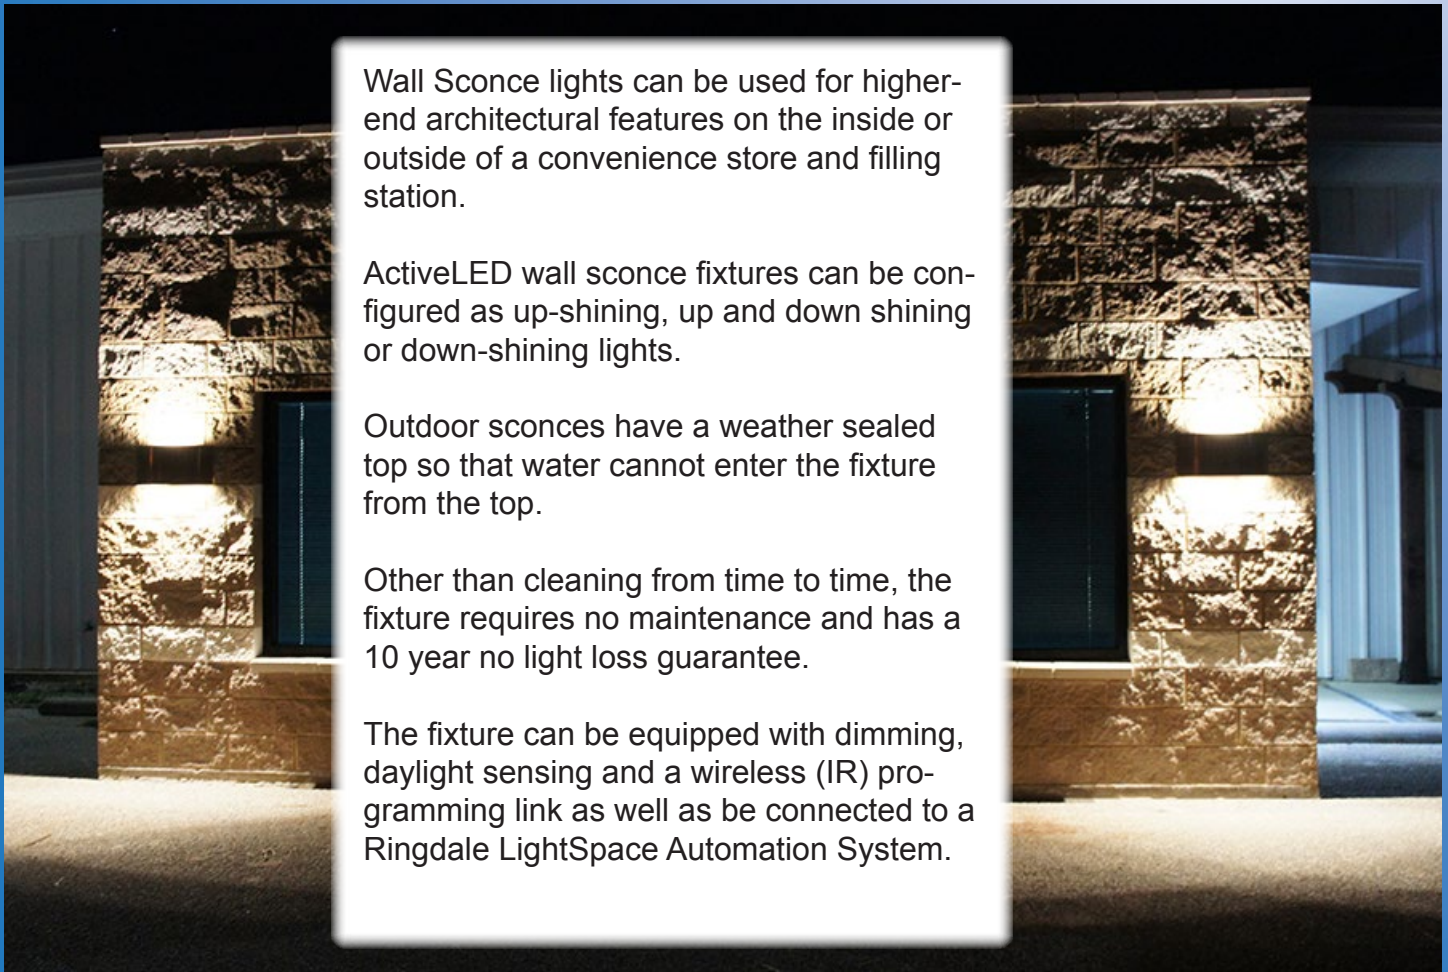 Wall Sconce lights can be used for higher-
end architectural features on the inside or
outside of a convenience store and filling
station.
ActiveLED wall sconce fixtures can be con-
figured as up-shining, up and down shining
or down-shining lights.
Outdoor sconces have a weather sealed
top so that water cannot enter the fixture
from the top.
Other than cleaning from time to time, the
fixture requires no maintenance and has a
10 year no light loss guarantee.
The fixture can be equipped with dimming,
daylight sensing and a wireless (IR) pro-
gramming link as well as be connected to a
Ringdale LightSpace Automation System.